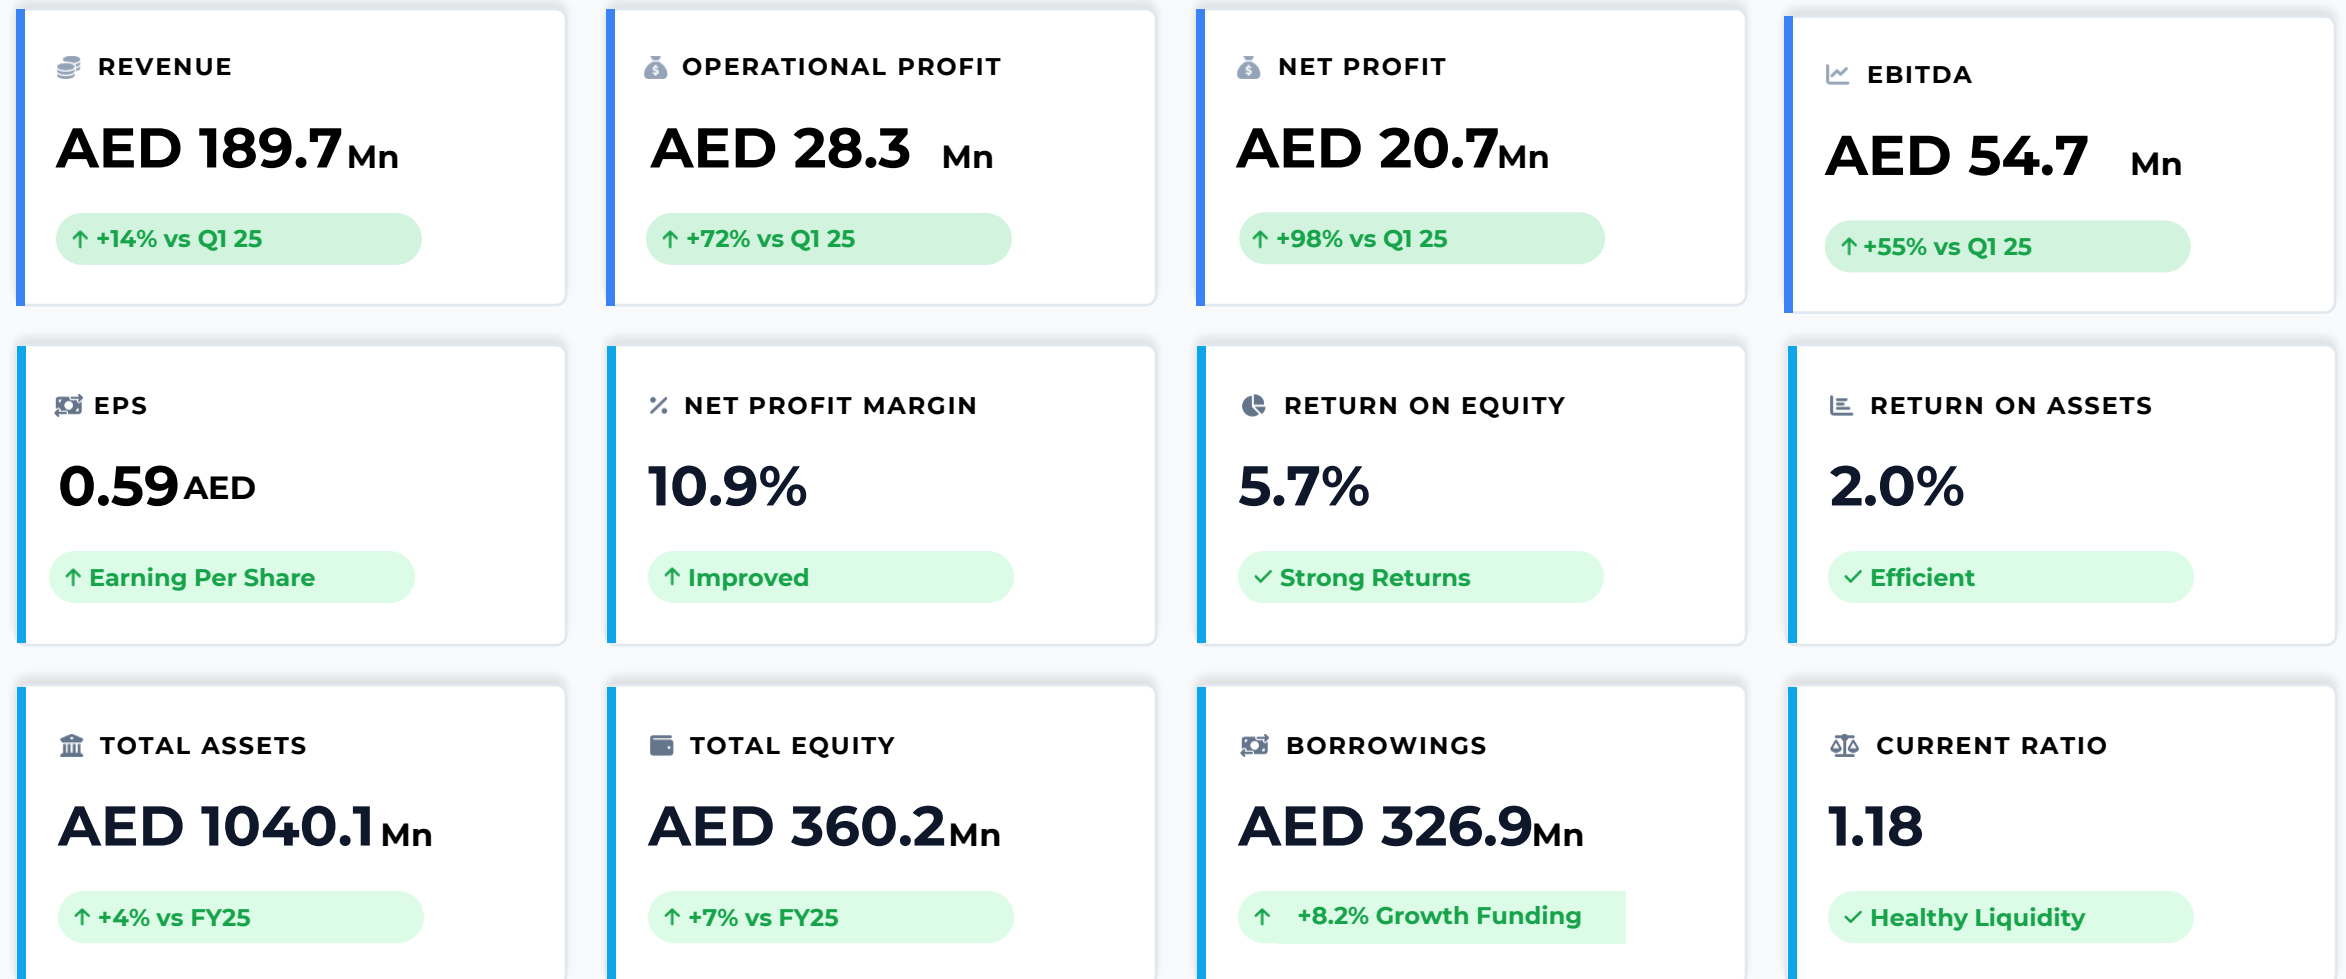 REVENUE
AED 189.7 Mn
+14% vs Q1 25
OPERATIONAL PROFIT
AED 28.3 Mn
+72% vs Q1 25
NET PROFIT
AED 20.7Mn
+98% vs Q1 25
EBITDA
AED 54.7 Mn
+55% vs Q1 25
EPS
0.59 AED
Earning Per Share
NET PROFIT MARGIN
10.9%
Improved
RETURN ON EQUITY
5.7%
Strong Returns
RETURN ON ASSETS
2.0%
Efficient
TOTAL ASSETS
AED 1040.1 Mn
+4% vs FY25
TOTAL EQUITY
AED 360.2 Mn
+7% vs FY25
BORROWINGS
AED 326.9Mn
+8.2% Growth Funding
CURRENT RATIO
1.18
Healthy Liquidity